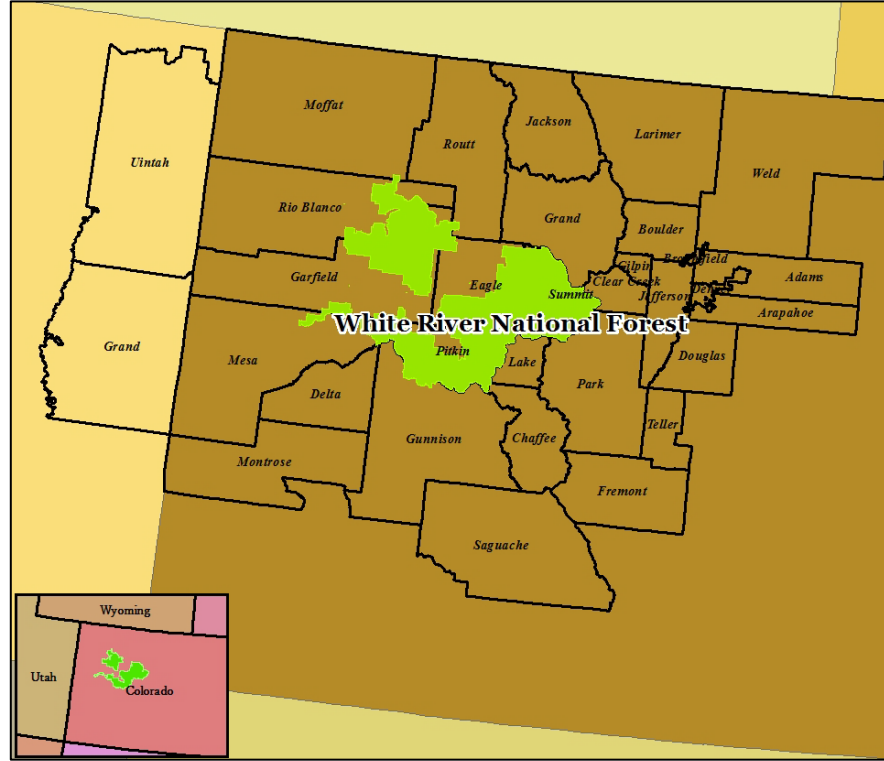 Moffat
Routt
Jackson
Larimer
Weld
Uintah
Rio Blanco
Grand
Boulder
Broomfield
Gilpin
Clear Creek
Adams
Garfield
Eagle
Summit
Jefferson
Arapahoe
White River National Forest
Grand
Mesa
Pitkin
Lake
Park
Douglas
Delta
Gunnison
Chaffee
Teller
Montrose
Fremont
Saguache
Wyoming
Utah
Colorado